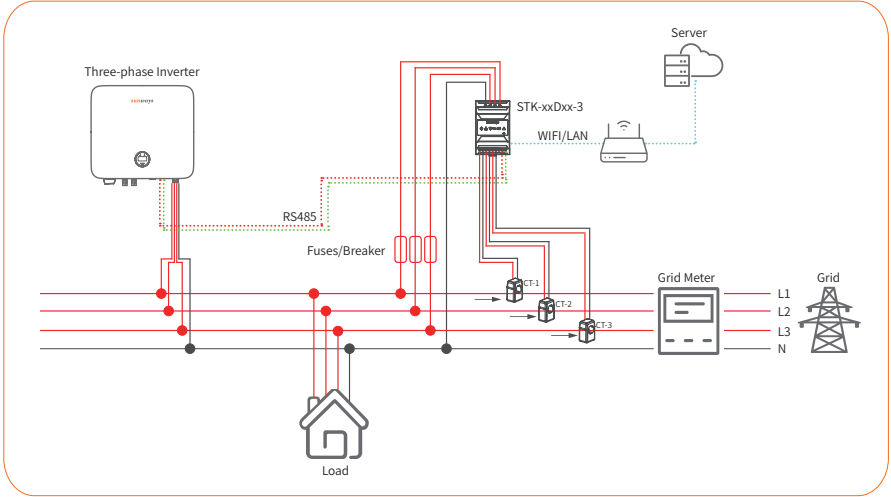 Server
Three-phase Inverter
STK-xxDxx-3
WIFI/LAN
RS485
Fuses/Breaker
CT-1
CT-2
CT-3
Grid Meter
Grid
L1
L2
L3
N
Load